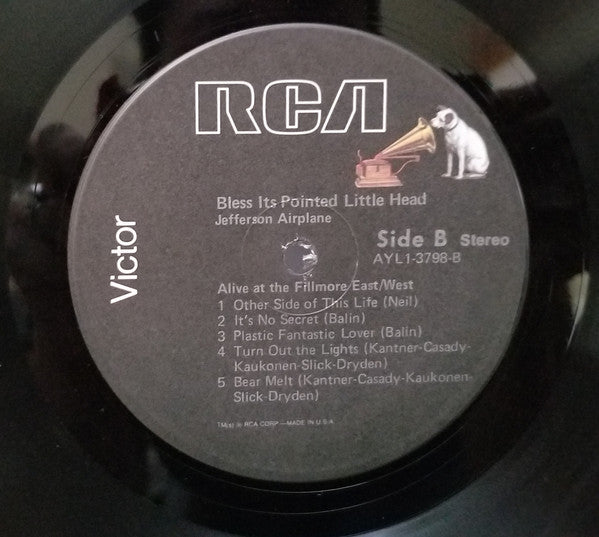 RCA
Victor
Bless Its Pointed Little Head
Jefferson Airplane
Side B Stereo
AYL1-3798-B
Alive at the Fillmore East/West
1 Other Side of This Life (Neil)
2 It's No Secret (Balin)
3 Plastic Fantastic Lover (Balin)
4 Turn Out the Lights (Kantner-Casady-
Kaukonen-Slick-Dryden)
5 Bear Melt (Kantner-Casady-Kaukonen-
Slick-Dryden)
TM(s) ® RCA CORP.—MADE IN U.S.A.